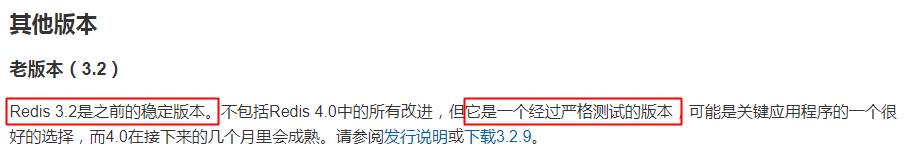 其他版本
老版本（3.2）
Redis 3.2是之前的稳定版本。不包括Redis 4.0中的所有改进，但它是一个经过严格测试的版本，可能是关键应用程序的一个很
好的选择，而4.0在接下来的几个月里会成熟。请参阅发行说明或下载3.2.9。